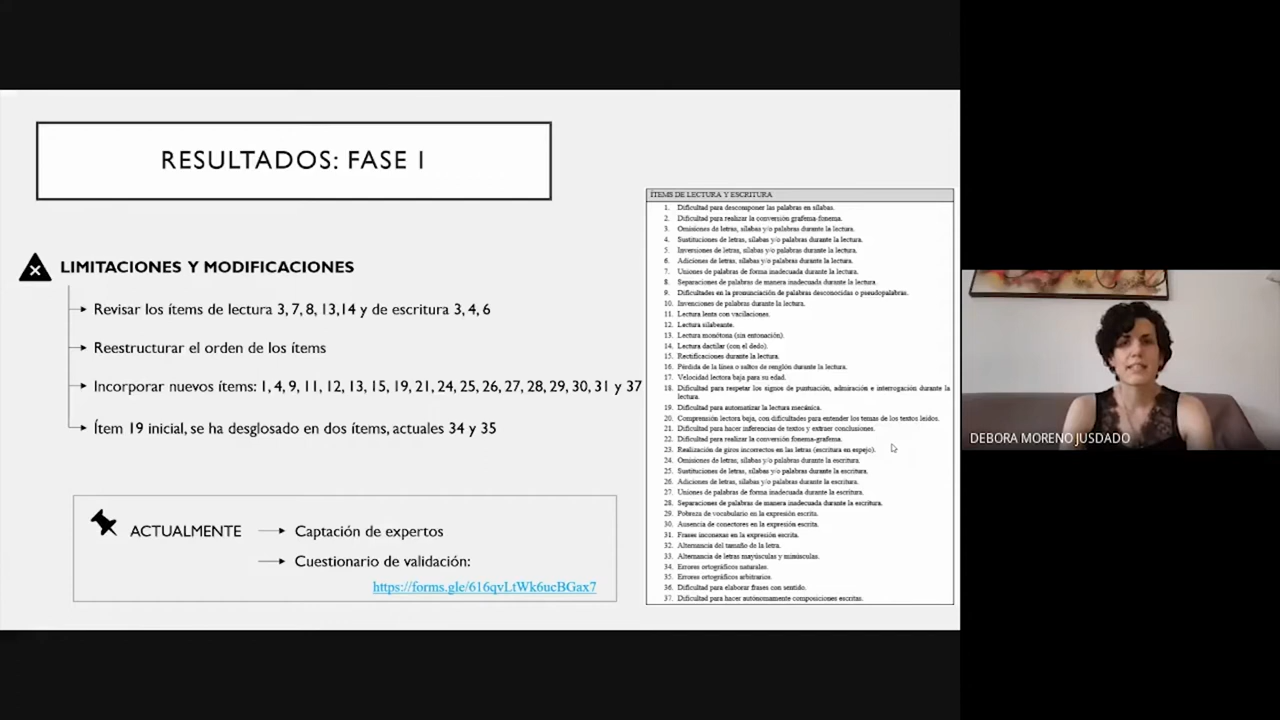 RESULTADOS: FASE I
LIMITACIONES Y MODIFICACIONES
Revisar los ítems de lectura 3, 7, 8, 13,14 y de escritura 3, 4, 6
Reestructurar el orden de los ítems
Incorporar nuevos ítems: 1, 4, 9, 11, 12, 13, 15, 19, 21, 24, 25, 26, 27, 28, 29, 30, 31 y 37
Ítem 19 inicial, se ha desglosado en dos ítems, actuales 34 y 35
ACTUALMENTE
Captación de expertos
Cuestionario de validación:
https://forms.gle/616qvLtWk6ucBGax7
ÍTEMS DE LECTURA Y ESCRITURA
1. Dificultad para descomponer las palabras en sílabas.
2. Dificultad para realizar la conversión grafema-fonema.
3. Omisiones de letras, sílabas y/o palabras durante la lectura.
4. Sustituciones de letras, sílabas y/o palabras durante la lectura.
5. Inversiones de letras, sílabas y/o palabras durante la lectura.
6. Adiciones de letras, sílabas y/o palabras durante la lectura.
7. Uniones de palabras de forma inadecuada durante la lectura.
8. Separaciones de palabras de manera inadecuada durante la lectura.
9. Dificultades en la pronunciación de palabras desconocidas o pseudopalabras.
10. Invenciones de palabras durante la lectura.
11. Lectura lenta con vacilaciones.
12. Lectura silabeante.
13. Lectura monótona (sin entonación).
14. Lectura dactilar (con el dedo).
15. Rectificaciones durante la lectura.
16. Pérdida de la línea o saltos de renglón durante la lectura.
17. Velocidad lectora baja para su edad.
18. Dificultad para respetar los signos de puntuación, admiración e interrogación durante la
lectura.
19. Dificultad para automatizar la lectura mecánica.
20. Comprensión lectora baja, con dificultades para entender los temas de los textos leídos.
21. Dificultad para hacer inferencias de textos y extraer conclusiones.
22. Dificultad para realizar la conversión fonema-grafema.
23. Realización de giros incorrectos en las letras (escritura en espejo).
24. Omisiones de letras, sílabas y/o palabras durante la escritura.
25. Sustituciones de letras, sílabas y/o palabras durante la escritura.
26. Adiciones de letras, sílabas y/o palabras durante la escritura.
27. Uniones de palabras de forma inadecuada durante la escritura.
28. Separaciones de palabras de manera inadecuada durante la escritura.
29. Pobreza de vocabulario en la expresión escrita.
30. Ausencia de conectores en la expresión escrita.
31. Frases inconexas en la expresión escrita.
32. Alternancia del tamaño de la letra.
33. Alternancia de letras mayúsculas y minúsculas.
34. Errores ortográficos naturales.
35. Errores ortográficos arbitrarios.
36. Dificultad para elaborar frases con sentido.
37. Dificultad para hacer autónomamente composiciones escritas.
DEBORA MORENO JUSDADO